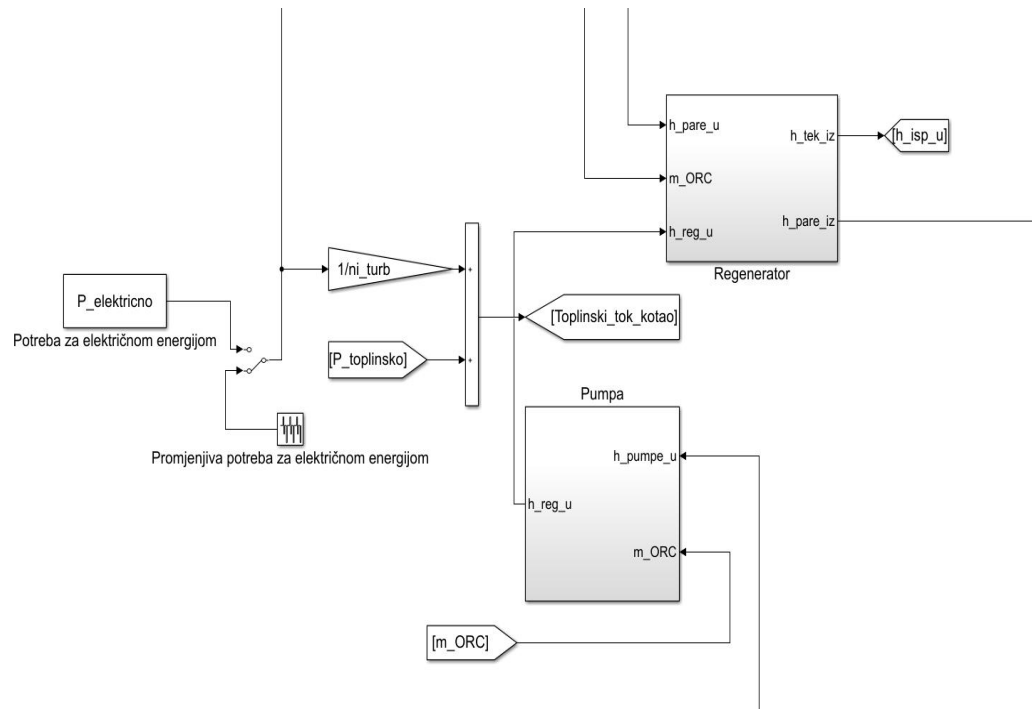 h_pare_u
h_tek_iz
[h_isp_u]
m_ORC
h_reg_u
h_pare_iz
Regenerator
1/ni_turb
+
P_elektricno
Potreba za električnom energijom
[Toplinski_tok_kotao]
[P_toplinsko]
+
Pumpa
Promjenjiva potreba za električnom energijom
h_pumpe_u
h_reg_u
m_ORC
[m_ORC]